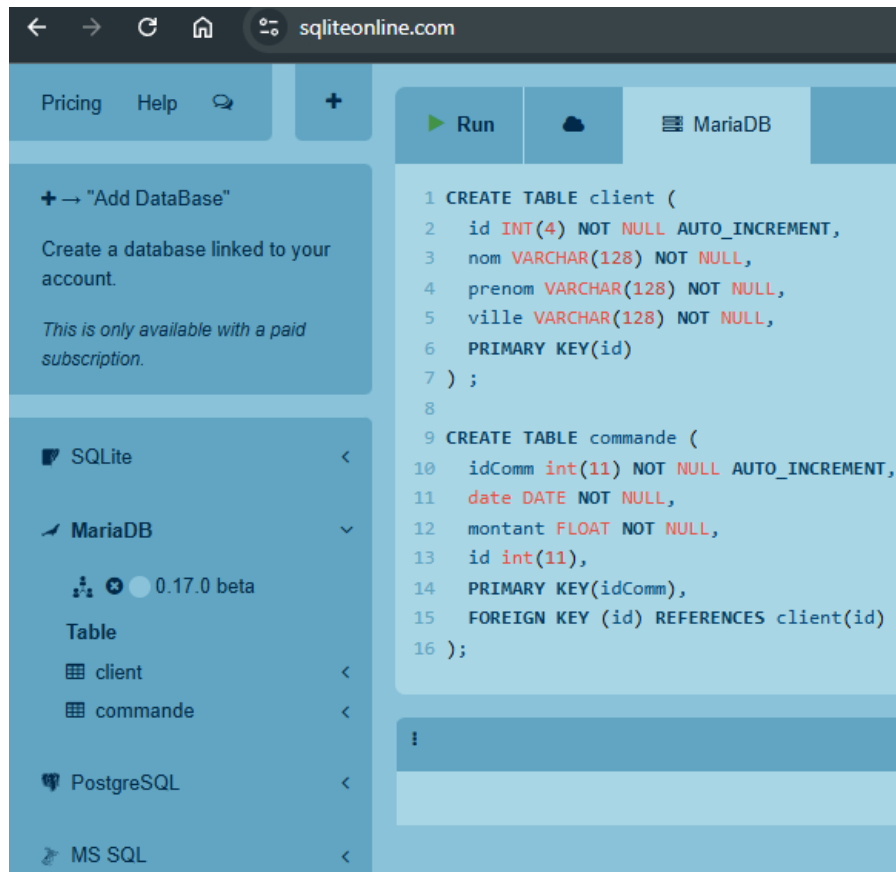 sqliteonline.com
Pricing Help
+
Run
MariaDB
+ → "Add DataBase"
Create a database linked to your
account.
This is only available with a paid
subscription.
SQLite
MariaDB
0.17.0 beta
Table
client
commande
PostgreSQL
MS SQL
1 CREATE TABLE client (
2 id INT(4) NOT NULL AUTO_INCREMENT,
3 nom VARCHAR(128) NOT NULL,
4 prenom VARCHAR(128) NOT NULL,
5 ville VARCHAR(128) NOT NULL,
6 PRIMARY KEY(id)
7 ) ;
8
9 CREATE TABLE commande (
10 idComm int(11) NOT NULL AUTO_INCREMENT,
11 date DATE NOT NULL,
12 montant FLOAT NOT NULL,
13 id int(11),
14 PRIMARY KEY(idComm),
15 FOREIGN KEY (id) REFERENCES client(id)
16 );